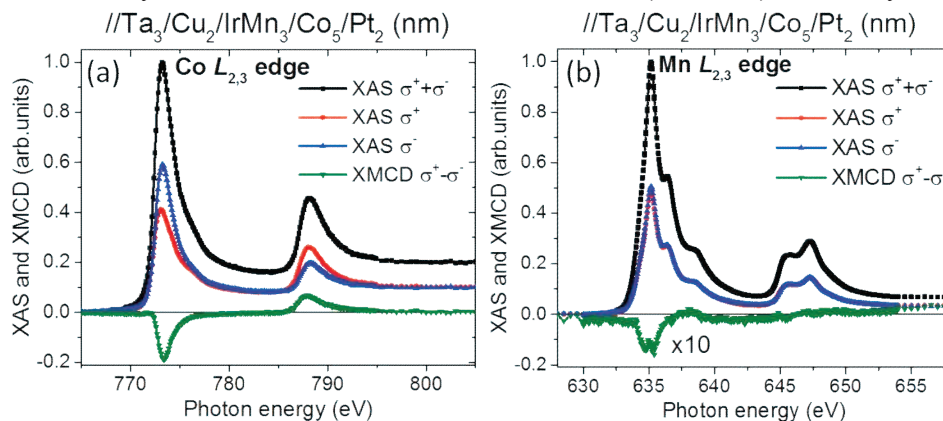 //Ta3/Cu2/IrMn3/Co5/Pt2 (nm)
//Ta3/Cu2/IrMn3/Co5/Pt2 (nm)
(a)
Co L2,3 edge
XAS σ++σ-
XAS σ+
XAS σ-
XMCD σ+-σ-
XAS and XMCD (arb.units)
1.0
0.8
0.6
0.4
0.2
0.0
-0.2
770
780
790
800
Photon energy (eV)
(b)
Mn L2,3 edge
XAS σ++σ-
XAS σ+
XAS σ-
XMCD σ+-σ
x10
XAS and XMCD (arb.units)
1.0
0.8
0.6
0.4
0.2
0.0
-0.2
630
635
640
645
650
655
Photon energy (eV)